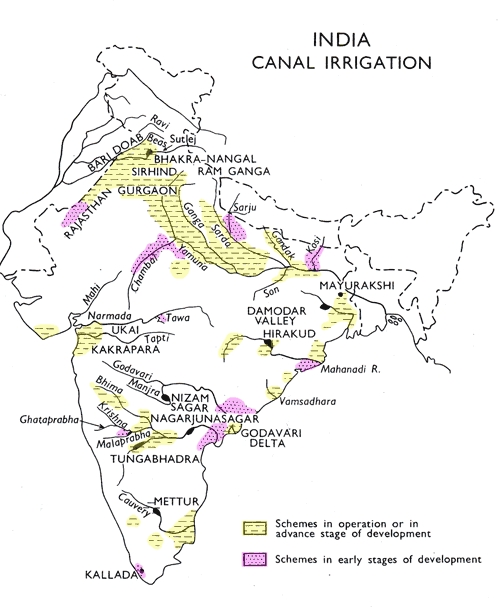 INDIA
CANAL IRRIGATION
Ravi
Beas
Sutlej
BARI DOAB
BHAKRA-NANGAL
SIRHIND
RAM GANGA
GURGAON
RAJASTHAN
Sarju
Ganga
Sarda
Gandak
Kosi
Chambal
Yamuna
Son
MAYURAKSHI
Mahi
Narmada
Tawa
DAMODAR
VALLEY
HIRAKUD
UKAI
Tapti
KAKRAPARA
Mahanadi R.
Godavari
Manjra
Bhima
NIZAM
SAGAR
Vamsadhara
Krishna
NAGARJUNASAGAR
Ghataprabha
Malaprabha
GODAVARI
DELTA
TUNGABHADRA
Cauvery
METTUR
KALLADA
Schemes in operation or in
advance stage of development
Schemes in early stages of development